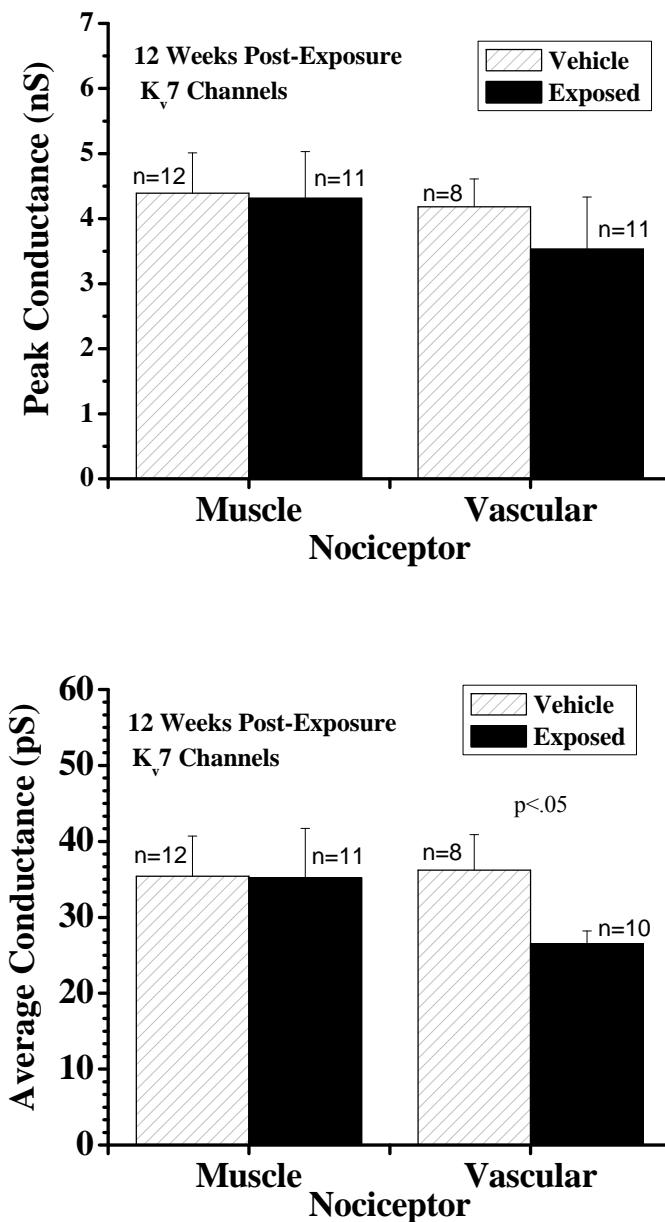 7
6
5
4
3
2
1
0
Peak Conductance (nS)
12 Weeks Post-Exposure
Kv7 Channels
Vehicle
Exposed
n=12
n=11
n=8
n=11
Muscle Vascular
Nociceptor
60
50
40
30
20
10
0
Average Conductance (pS)
12 Weeks Post-Exposure
Kv7 Channels
Vehicle
Exposed
p<.05
n=12
n=11
n=8
n=10
Muscle Vascular
Nociceptor